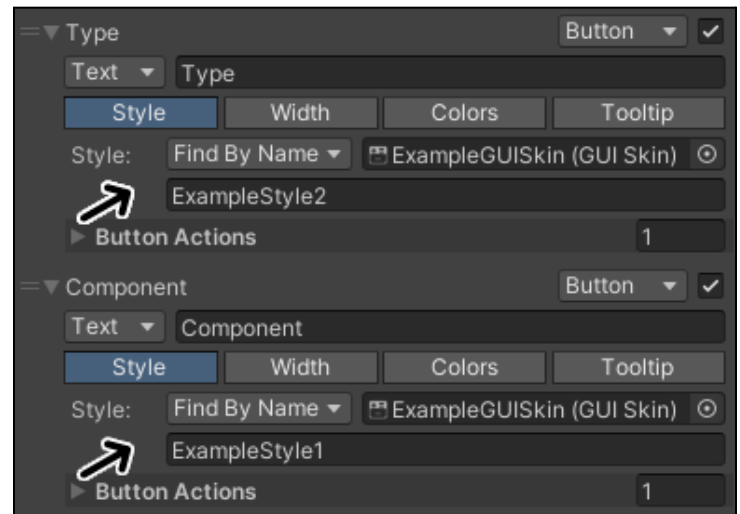 Type Button
Text Type
Style Width Colors Tooltip
Style: Find By Name ExampleGUISkin (GUI Skin)
ExampleStyle2
Button Actions 1
Component Button
Text Component
Style Width Colors Tooltip
Style: Find By Name ExampleGUISkin (GUI Skin)
ExampleStyle1
Button Actions 1